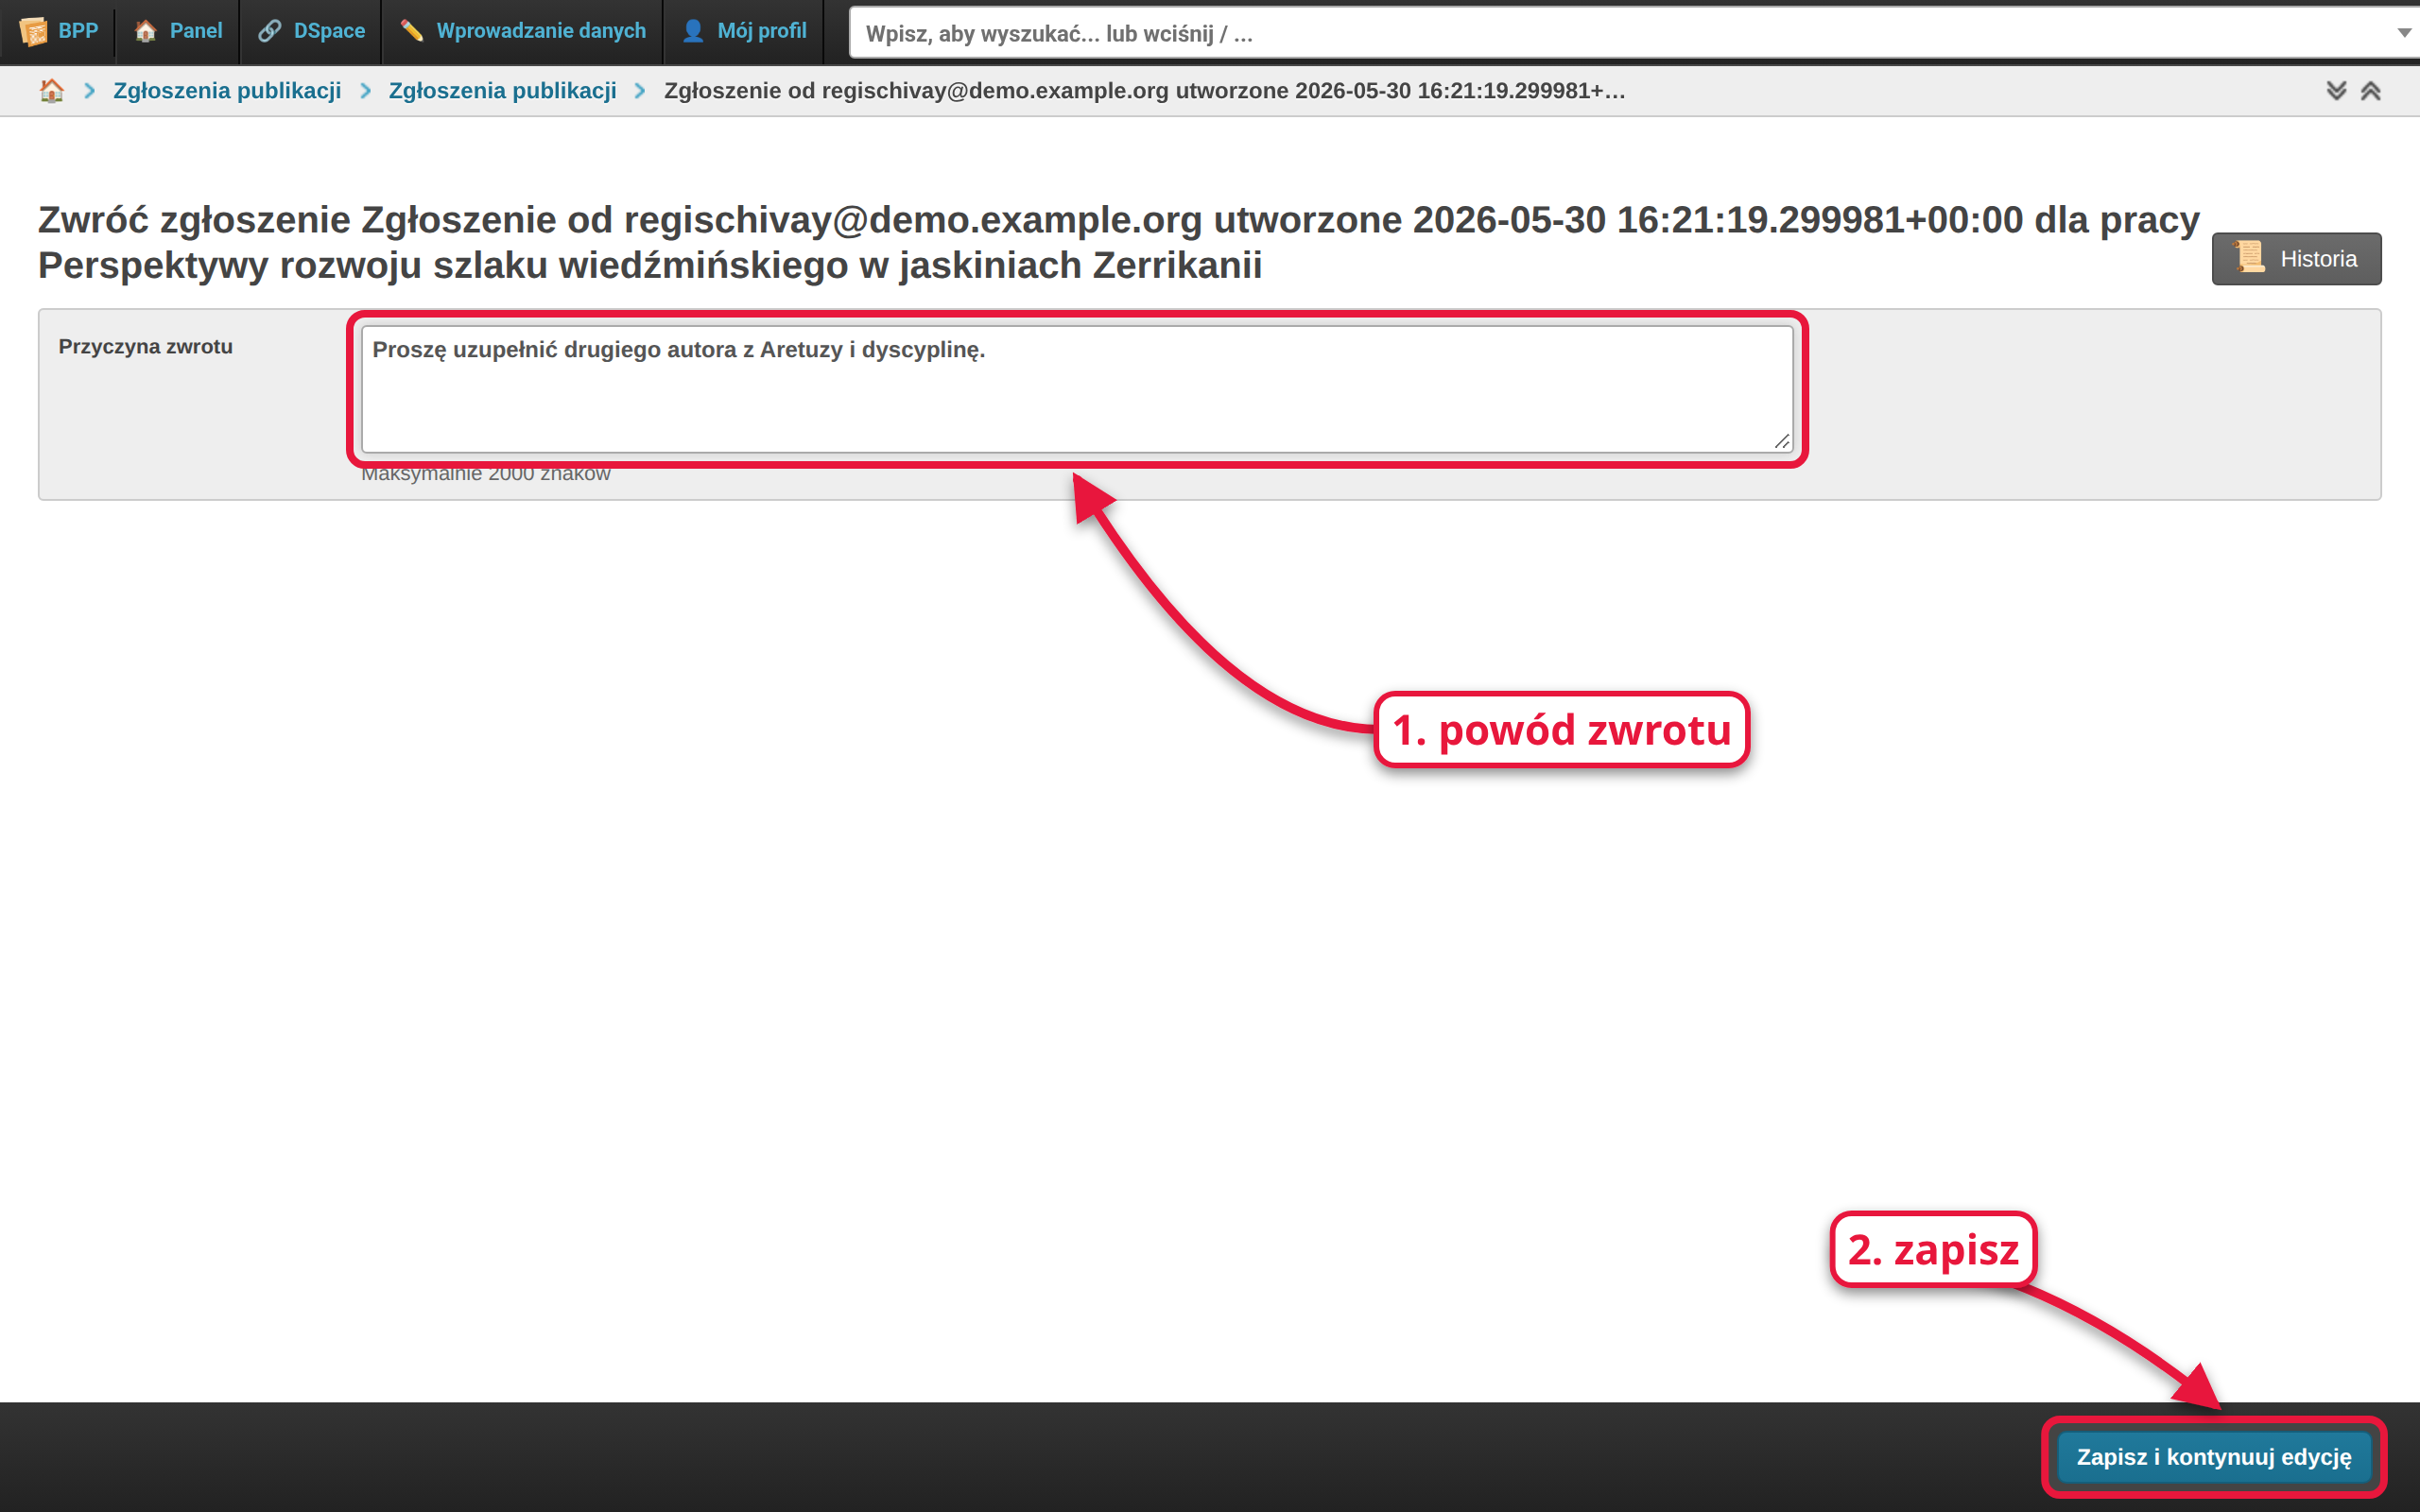 BPP Panel DSpace Wprowadzanie danych Mój profil Wpisz, aby wyszukać... lub wciśnij / ...
Zgłoszenia publikacji Zgłoszenia publikacji Zgłoszenie od regischivay@demo.example.org utworzone 2026-05-30 16:21:19.299981+...
Zwróć zgłoszenie Zgłoszenie od regischivay@demo.example.org utworzone 2026-05-30 16:21:19.299981+00:00 dla pracy
Perspektywy rozwoju szlaku wiedźmińskiego w jaskiniach Zerrikanii
Historia
Przyczyna zwrotu
Proszę uzupełnić drugiego autora z Aretuzy i dyscyplinę.
Maksymalnie 2000 znaków
1. powód zwrotu
2. zapisz
Zapisz i kontynuuj edycję